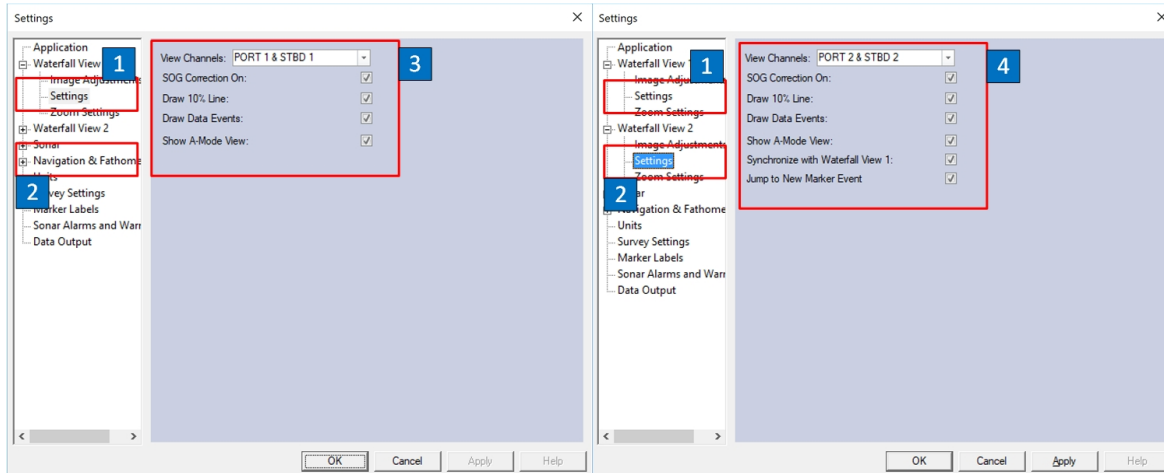 Settings
Application
Waterfall View
1
Image Adjustments
Settings
Zoom Settings
Waterfall View 2
Sonar
Navigation & Fathome
Units
2
vey Settings
Marker Labels
Sonar Alarms and Warr
Data Output
View Channels: PORT 1 & STBD 1
3
SOG Correction On:
Draw 10% Line:
Draw Data Events:
Show A-Mode View:
OK
Cancel
Apply
Help
Settings
Application
Waterfall View 1
1
Image Adjustments
Settings
Zoom Settings
Waterfall View 2
Image Adjustments
Settings
Zoom Settings
2
ar
vigation & Fathome
Units
Survey Settings
Marker Labels
Sonar Alarms and Warr
Data Output
View Channels: PORT 2 & STBD 2
4
SOG Correction On:
Draw 10% Line:
Draw Data Events:
Show A-Mode View:
Synchronize with Waterfall View 1:
Jump to New Marker Event
OK
Cancel
Apply
Help